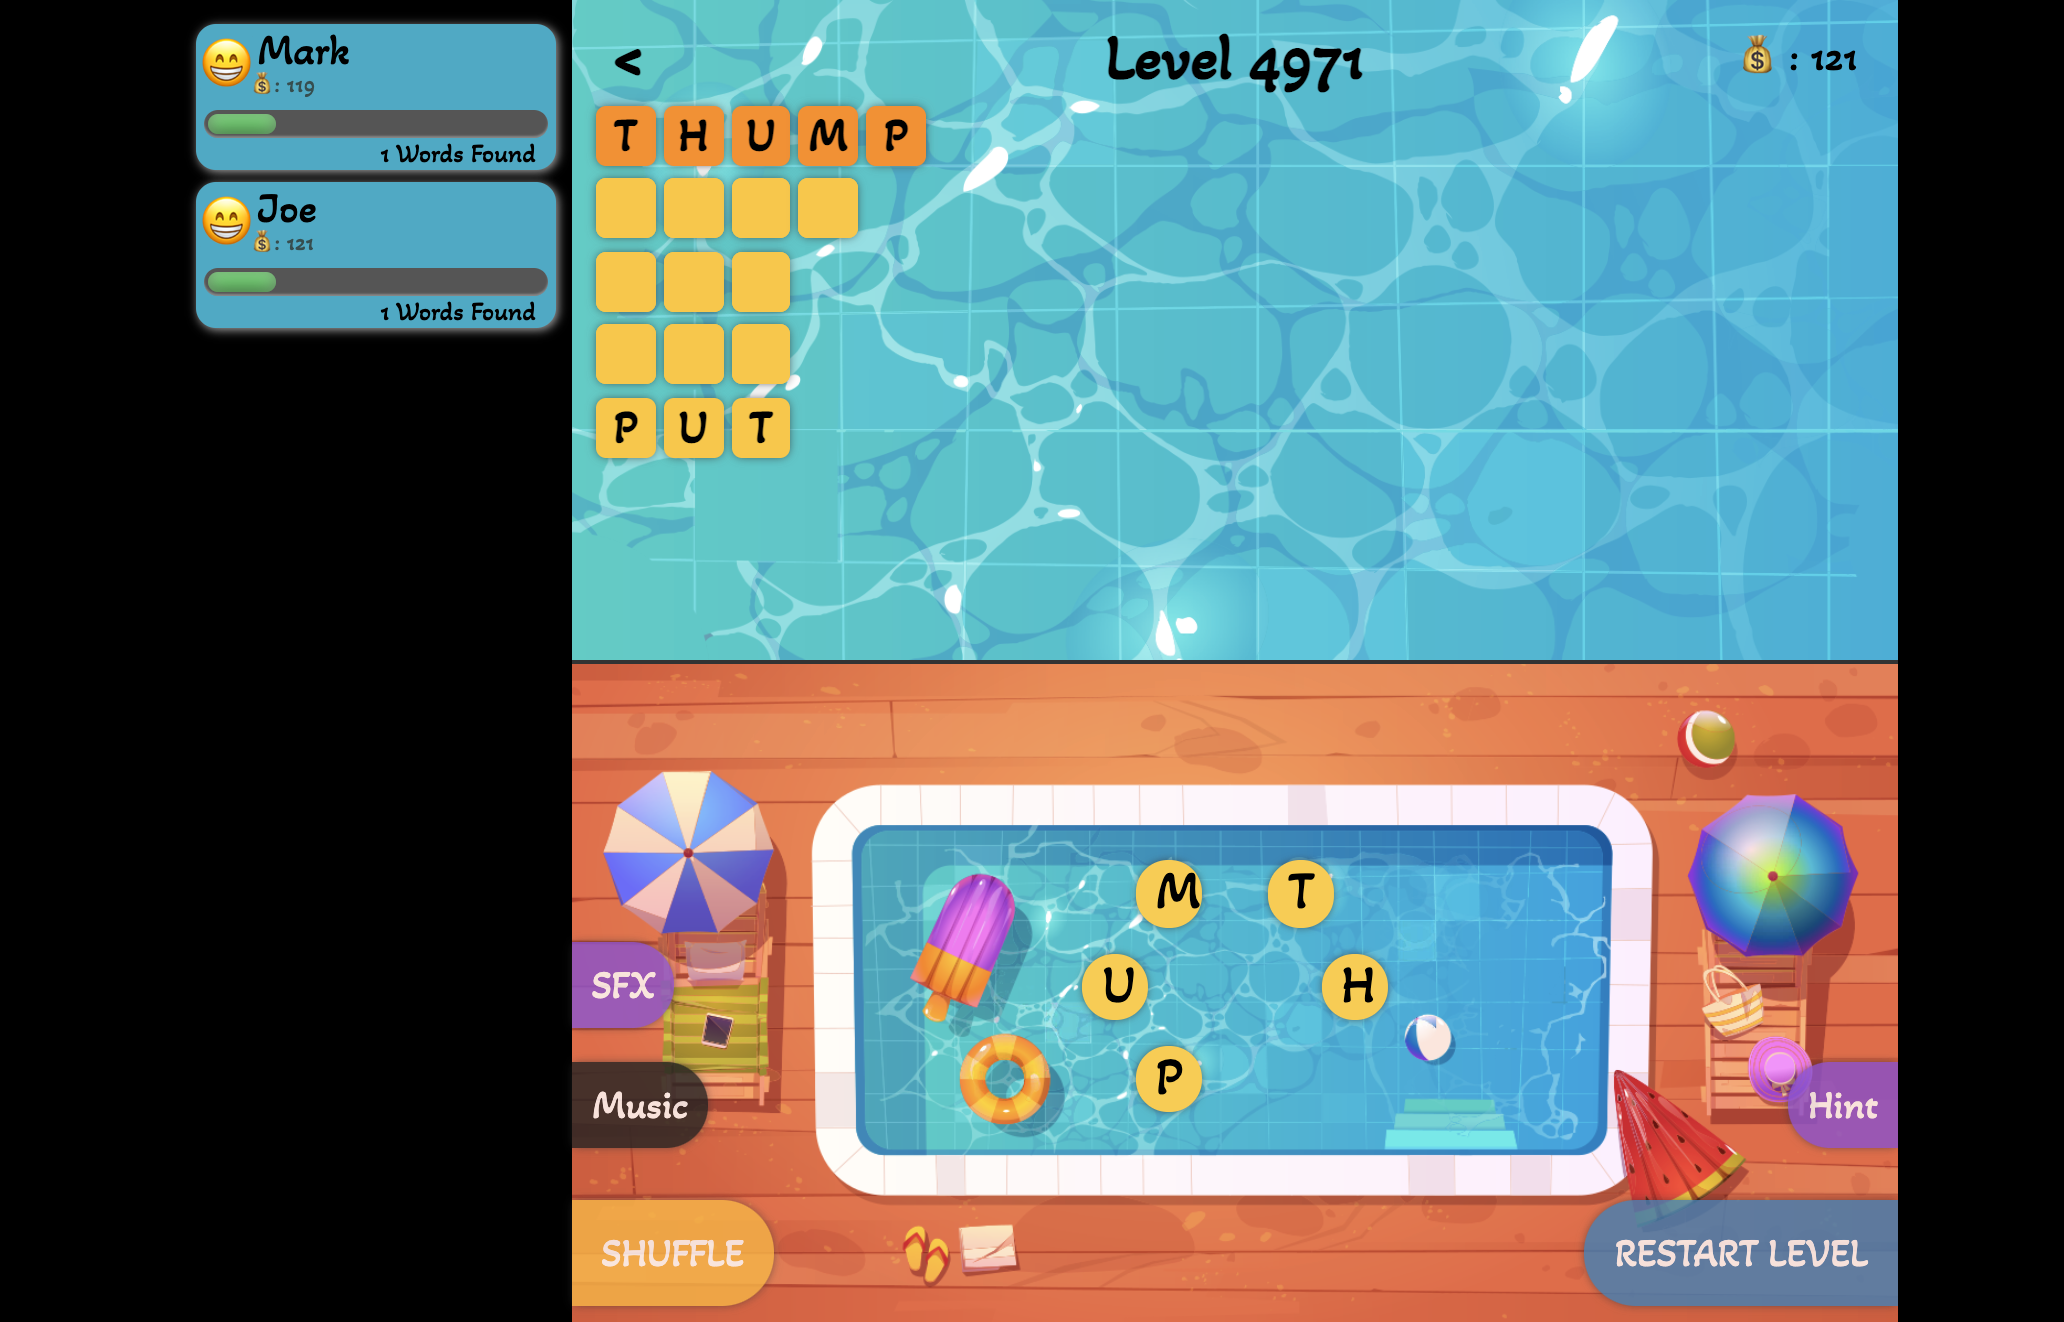 Mark
: 119
1 Words Found
Joe
: 121
1 Words Found
<
Level 4971
: 121
T H U M P
P U T
M T
U H
P
SFX
Music
Hint
SHUFFLE
RESTART LEVEL